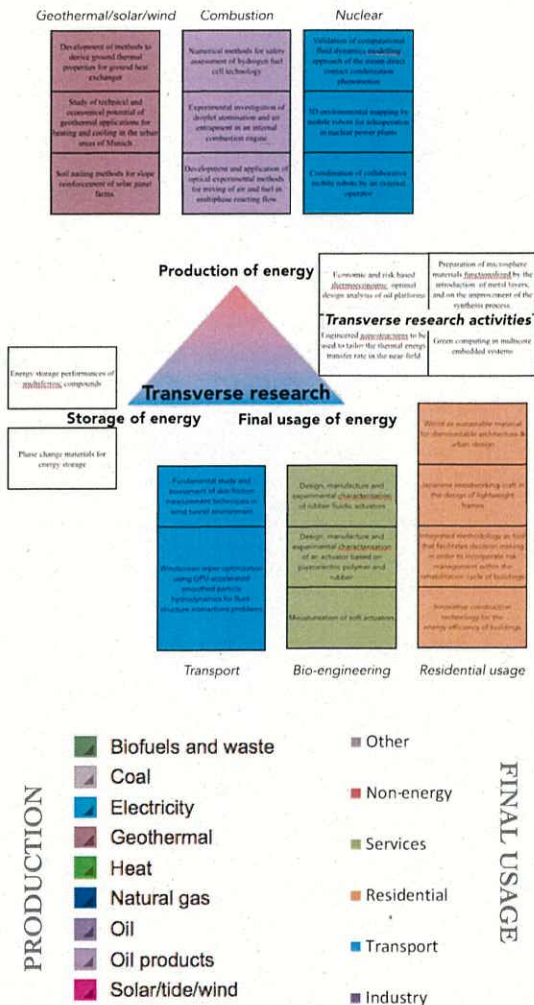 Geothermal/solar/wind
Combustion
Nuclear
Development of methods to
derive ground thermal
properties for ground heat
exchanger
Study of technical and
economical potential of
geothermal applications for
heating and cooling in the urban
areas of Munich
Soil nailing methods for slope
reinforcement of solar panel
farms
Numerical methods for safety
assessment of hydrogen fuel
cell technology
Experimental investigation of
droplet atomisation and air
entrapment in an internal
combustion engine
Development and application of
optical experimental methods
for mixing of air and fuel in
multiphase reacting flow.
Validation of computational
fluid dynamics modelling
approach of the steam direct
contact condensation
phenomenon
3D environmental mapping by
mobile robots for teleoperation
in nuclear power plants
Coordination of collaborative
mobile robots by an external
operator
Production of energy
Economic and risk based
thermoeconomic optimal
design analysis of oil platforms
Preparation of microsphere
materials functionalized by the
introduction of metal layers,
and on the improvement of the
synthesis process.
Transverse research activities
Engineered nanostructures to be
used to tailor the thermal energy
transfer rate in the near-field
Green computing in multicore
embedded systems
Energy storage performances of
multiferroic compounds
Phase change materials for
energy storage
Transverse research
Storage of energy
Final usage of energy
Fundamental study and
assessment of skin friction
measurement techniques in
wind tunnel environment
Windscreen wiper optimization
using GPU-accelerated
smoothed particle
hydrodynamics for fluid-
structure interactions problems
Design, manufacture and
experimental characterisation
of rubber fluidic actuators
Design, manufacture and
experimental characterisation
of an actuator based on
piezoelectric polymer and
rubber
Miniaturisation of soft actuators
Wood as sustainable material
for dismountable architecture &
urban design
Japanese woodworking craft in
the design of lightweight
frames
Integrated methodology as tool
that facilitates decision making
in order to incorporate risk
management within the
rehabilitation cycle of buildings
Innovative construction
technology for the
energy efficiency of buildings
Transport
Bio-engineering
Residential usage
PRODUCTION
Biofuels and waste
Coal
Electricity
Geothermal
Heat
Natural gas
Oil
Oil products
Solar/tide/wind
Other
Non-energy
Services
Residential
Transport
Industry
FINAL USAGE